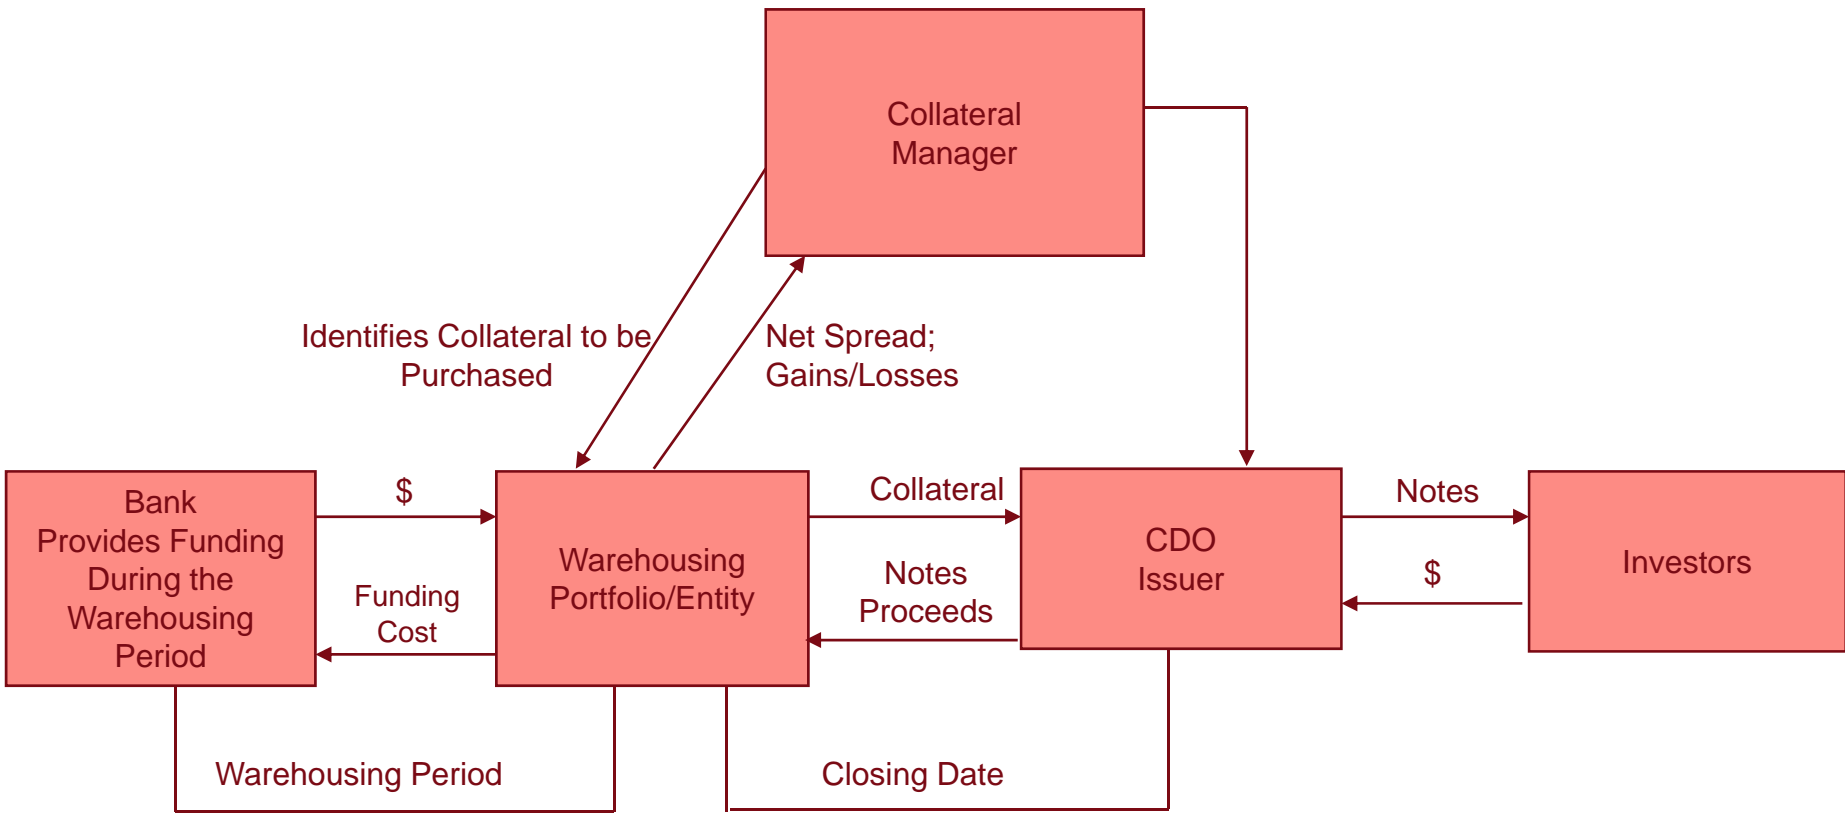 Collateral
Manager
Identifies Collateral to be
Purchased
Net Spread;
Gains/Losses
Bank
Provides Funding
During the
Warehousing
Period
$
Funding
Cost
Warehousing
Portfolio/Entity
Collateral
Notes
Proceeds
CDO
Issuer
Notes
$
Investors
Warehousing Period
Closing Date